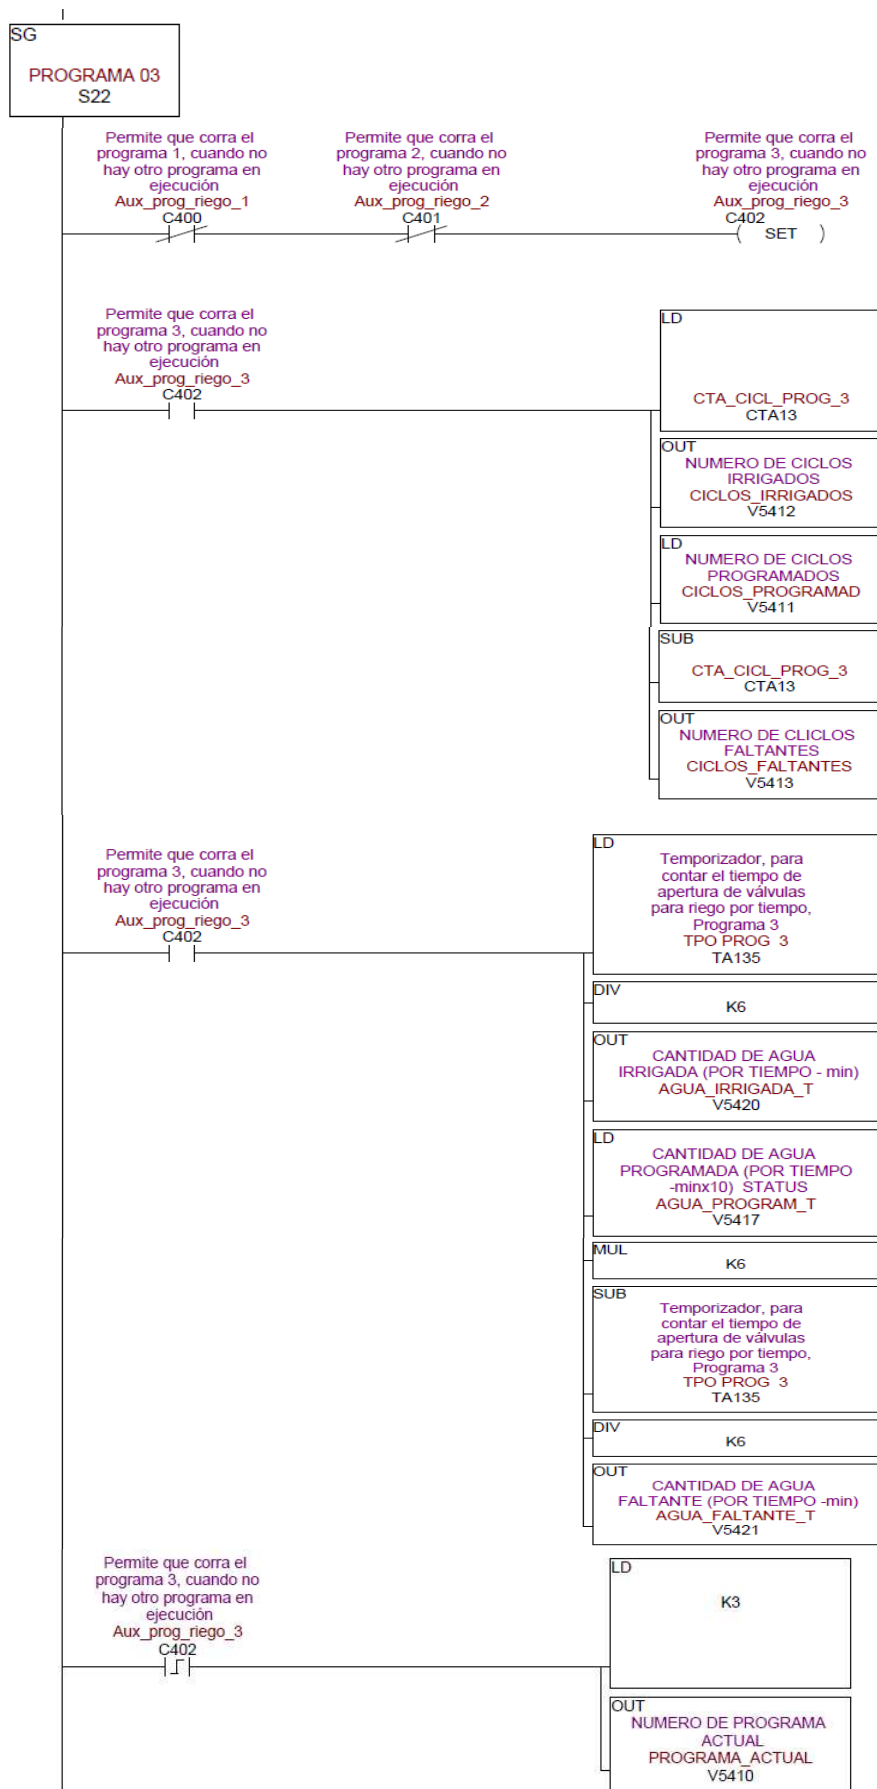 SG
PROGRAMA 03
S22
Permite que corra el
programa 1, cuando no
hay otro programa en
ejecución
Aux_prog_riego_1
C400
Permite que corra el
programa 2, cuando no
hay otro programa en
ejecución
Aux_prog_riego_2
C401
Permite que corra el
programa 3, cuando no
hay otro programa en
ejecución
Aux_prog_riego_3
C402
( SET )
Permite que corra el
programa 3, cuando no
hay otro programa en
ejecución
Aux_prog_riego_3
C402
LD
CTA_CICL_PROG_3
CTA13
OUT
NUMERO DE CICLOS
IRRIGADOS
CICLOS_IRRIGADOS
V5412
LD
NUMERO DE CICLOS
PROGRAMADOS
CICLOS_PROGRAMAD
V5411
SUB
CTA_CICL_PROG_3
CTA13
OUT
NUMERO DE CLICLOS
FALTANTES
CICLOS_FALTANTES
V5413
Permite que corra el
programa 3, cuando no
hay otro programa en
ejecución
Aux_prog_riego_3
C402
LD
Temporizador, para
contar el tiempo de
apertura de válvulas
para riego por tiempo,
Programa 3
TPO PROG 3
TA135
DIV
K6
OUT
CANTIDAD DE AGUA
IRRIGADA (POR TIEMPO - min)
AGUA_IRRIGADA_T
V5420
LD
CANTIDAD DE AGUA
PROGRAMADA (POR TIEMPO
-minx10) STATUS
AGUA_PROGRAM_T
V5417
MUL
K6
SUB
Temporizador, para
contar el tiempo de
apertura de válvulas
para riego por tiempo,
Programa 3
TPO PROG 3
TA135
DIV
K6
OUT
CANTIDAD DE AGUA
FALTANTE (POR TIEMPO -min)
AGUA_FALTANTE_T
V5421
Permite que corra el
programa 3, cuando no
hay otro programa en
ejecución
Aux_prog_riego_3
C402
LD
K3
OUT
NUMERO DE PROGRAMA
ACTUAL
PROGRAMA_ACTUAL
V5410